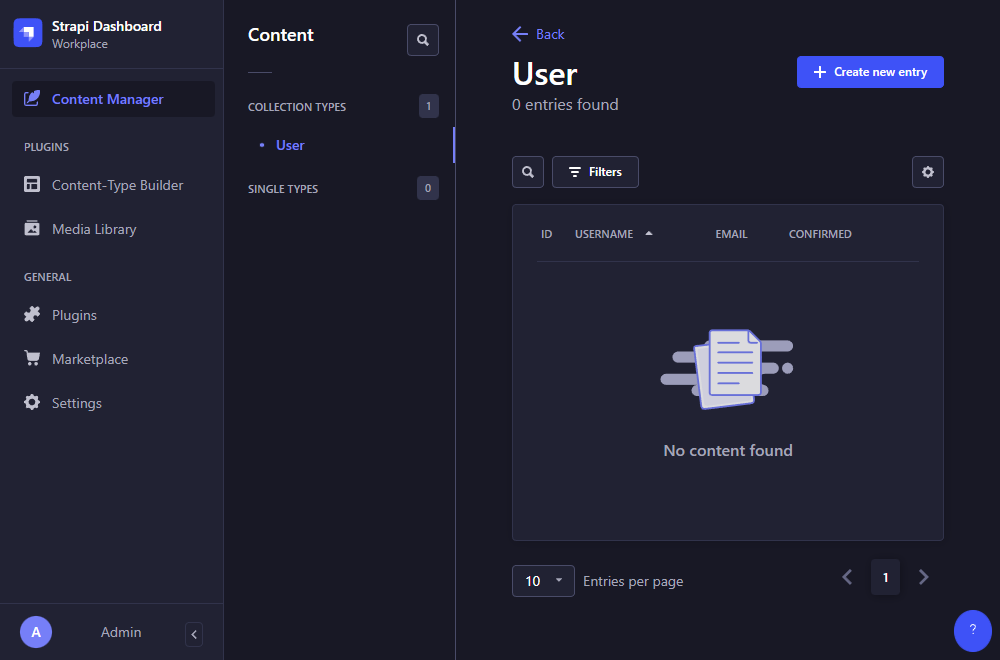 Strapi Dashboard
Workplace
Content Manager
PLUGINS
Content-Type Builder
Media Library
GENERAL
Plugins
Marketplace
Settings
A
Admin
Content
COLLECTION TYPES 1
User
SINGLE TYPES 0
Back
User
Create new entry
0 entries found
Filters
ID USERNAME EMAIL CONFIRMED
No content found
10 Entries per page
1
?